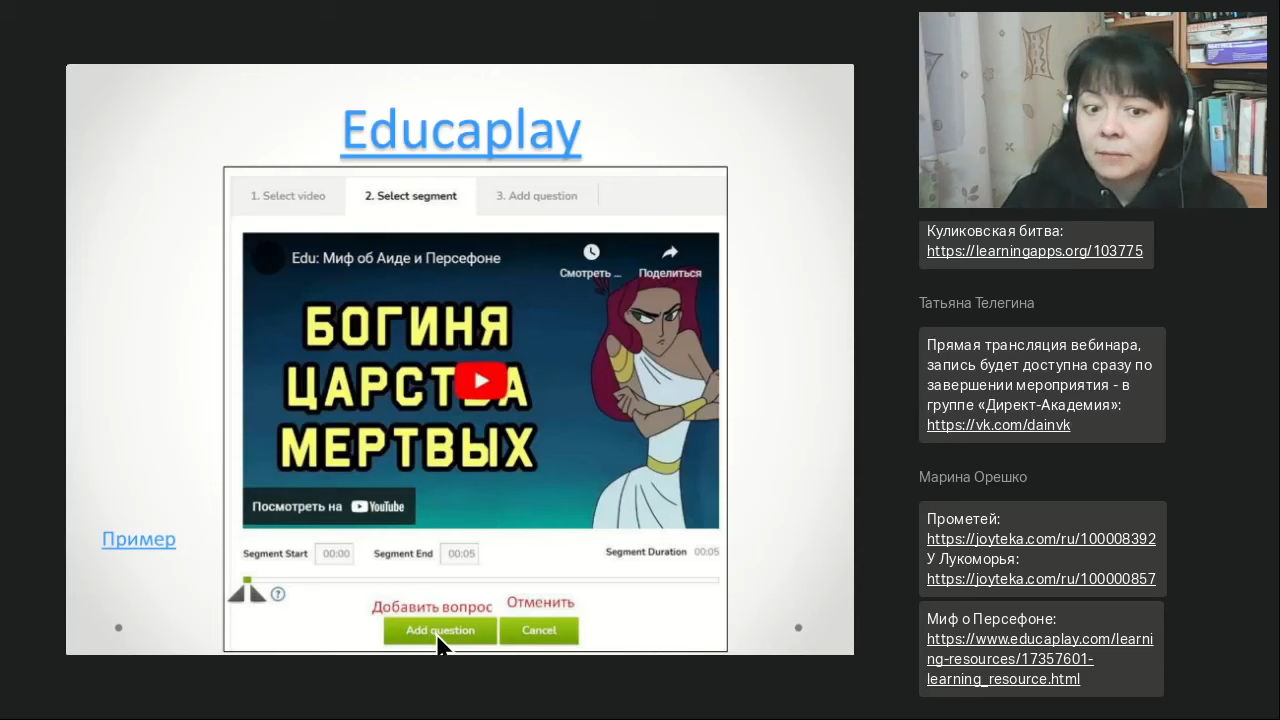 Educaplay
1. Select video
2. Select segment
3. Add question
Edu: Миф об Аиде и Персефоне
Смотреть ...
Поделиться
БОГИНЯ
ЦАРСТВА
МЕРТВЫХ
Посмотреть на YouTube
Segment Start 00:00 Segment End 00:05 Segment Duration 00:05
?
Добавить вопрос Отменить
Add question Cancel
Пример
Куликовская битва:
https://learningapps.org/103775
Татьяна Телегина
Прямая трансляция вебинара,
запись будет доступна сразу по
завершении мероприятия - в
группе «Директ-Академия»:
https://vk.com/dainvk
Марина Орешко
Прометей:
https://joyteka.com/ru/100008392
У Лукоморья:
https://joyteka.com/ru/100000857
Миф о Персефоне:
https://www.educaplay.com/learni
ng-resources/17357601-
learning_resource.html